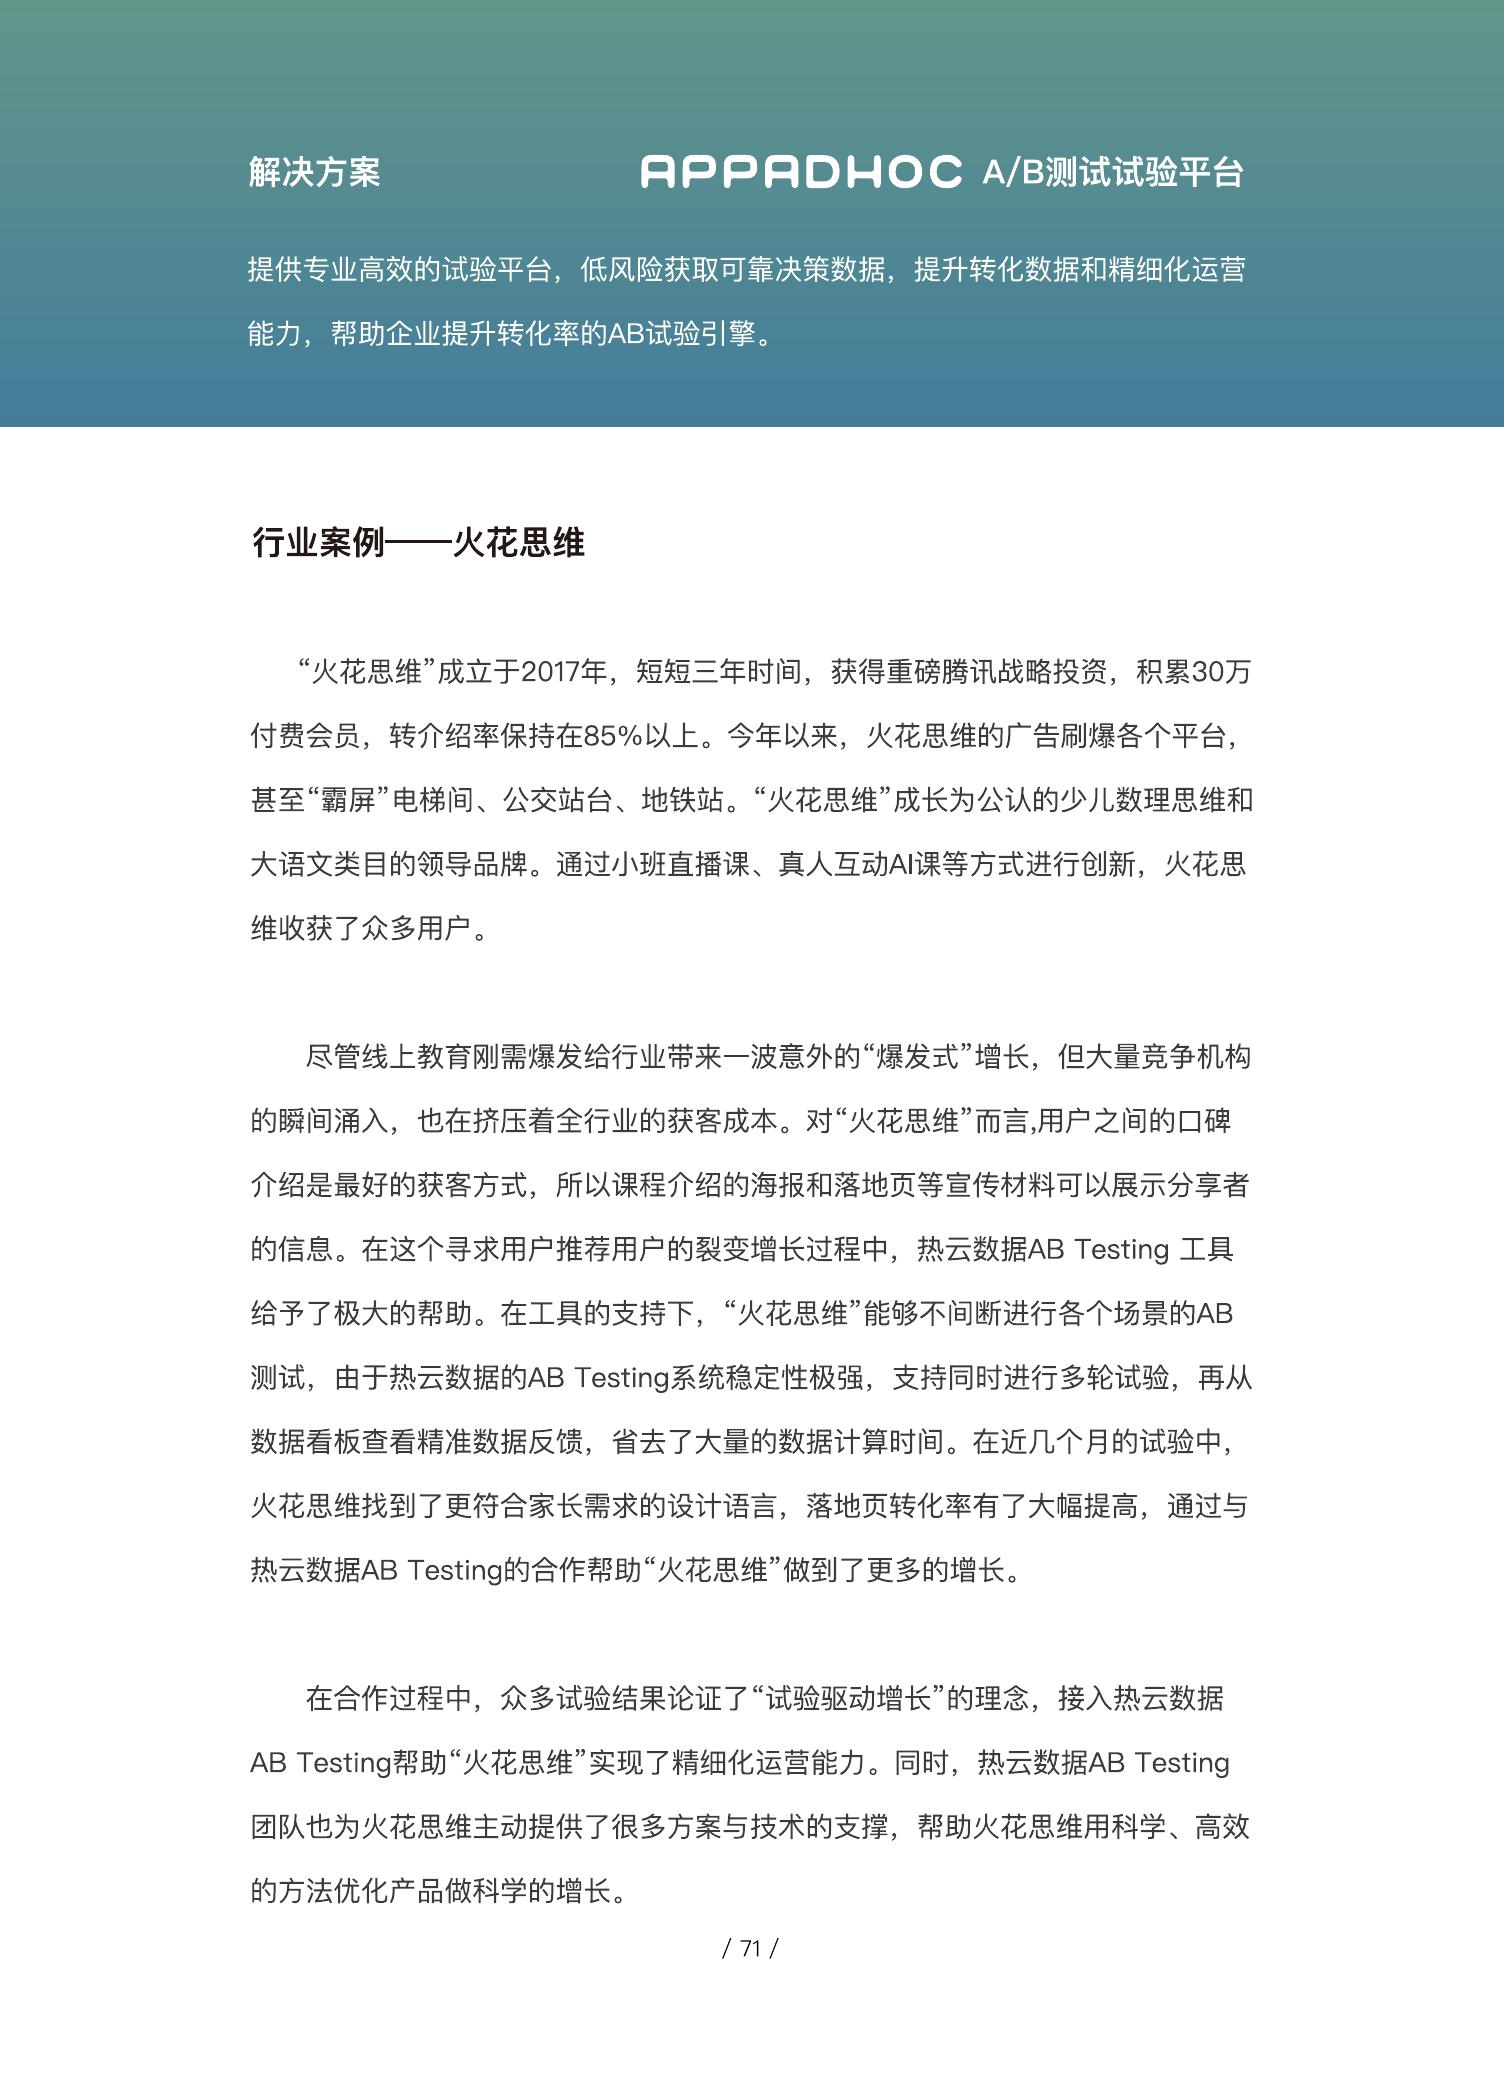 解决方案
APPADHOC A/B测试试验平台
提供专业高效的试验平台，低风险获取可靠决策数据，提升转化数据和精细化运营
能力，帮助企业提升转化率的AB试验引擎。
行业案例——火花思维
“火花思维”成立于2017年，短短三年时间，获得重磅腾讯战略投资，积累30万
付费会员，转介绍率保持在85%以上。今年以来，火花思维的广告刷爆各个平台，
甚至“霸屏”电梯间、公交站台、地铁站。“火花思维”成长为公认的少儿数理思维和
大语文类目的领导品牌。通过小班直播课、真人互动AI课等方式进行创新，火花思
维收获了众多用户。
尽管线上教育刚需爆发给行业带来一波意外的“爆发式”增长，但大量竞争机构
的瞬间涌入，也在挤压着全行业的获客成本。对“火花思维”而言,用户之间的口碑
介绍是最好的获客方式，所以课程介绍的海报和落地页等宣传材料可以展示分享者
的信息。在这个寻求用户推荐用户的裂变增长过程中，热云数据AB Testing 工具
给予了极大的帮助。在工具的支持下，“火花思维”能够不间断进行各个场景的AB
测试，由于热云数据的AB Testing系统稳定性极强，支持同时进行多轮试验，再从
数据看板查看精准数据反馈，省去了大量的数据计算时间。在近几个月的试验中，
火花思维找到了更符合家长需求的设计语言，落地页转化率有了大幅提高，通过与
热云数据AB Testing的合作帮助“火花思维”做到了更多的增长。
在合作过程中，众多试验结果论证了“试验驱动增长”的理念，接入热云数据
AB Testing帮助“火花思维”实现了精细化运营能力。同时，热云数据AB Testing
团队也为火花思维主动提供了很多方案与技术的支撑，帮助火花思维用科学、高效
的方法优化产品做科学的增长。
/ 71 /